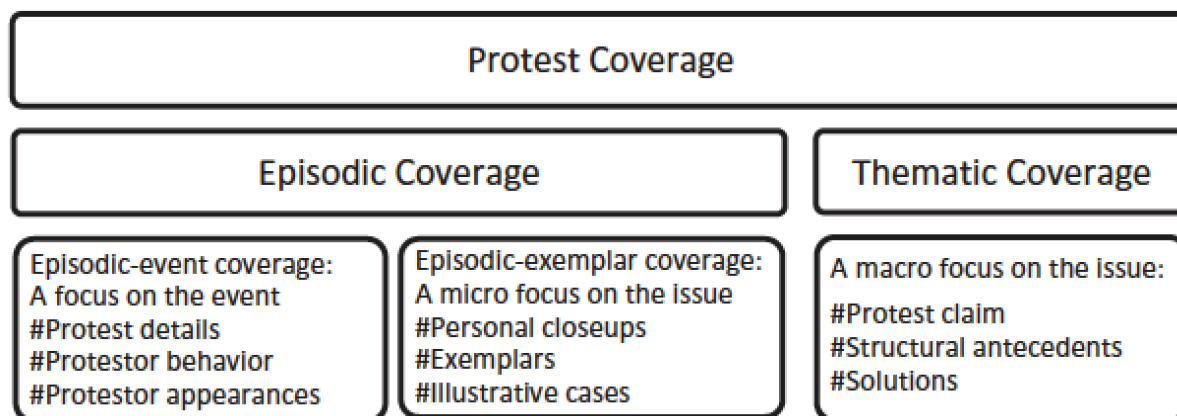 Protest Coverage
Episodic Coverage
Thematic Coverage
Episodic-event coverage:
A focus on the event
#Protest details
#Protestor behavior
#Protestor appearances
Episodic-exemplar coverage:
A micro focus on the issue
#Personal closeups
#Exemplars
#Illustrative cases
A macro focus on the issue:
#Protest claim
#Structural antecedents
#Solutions